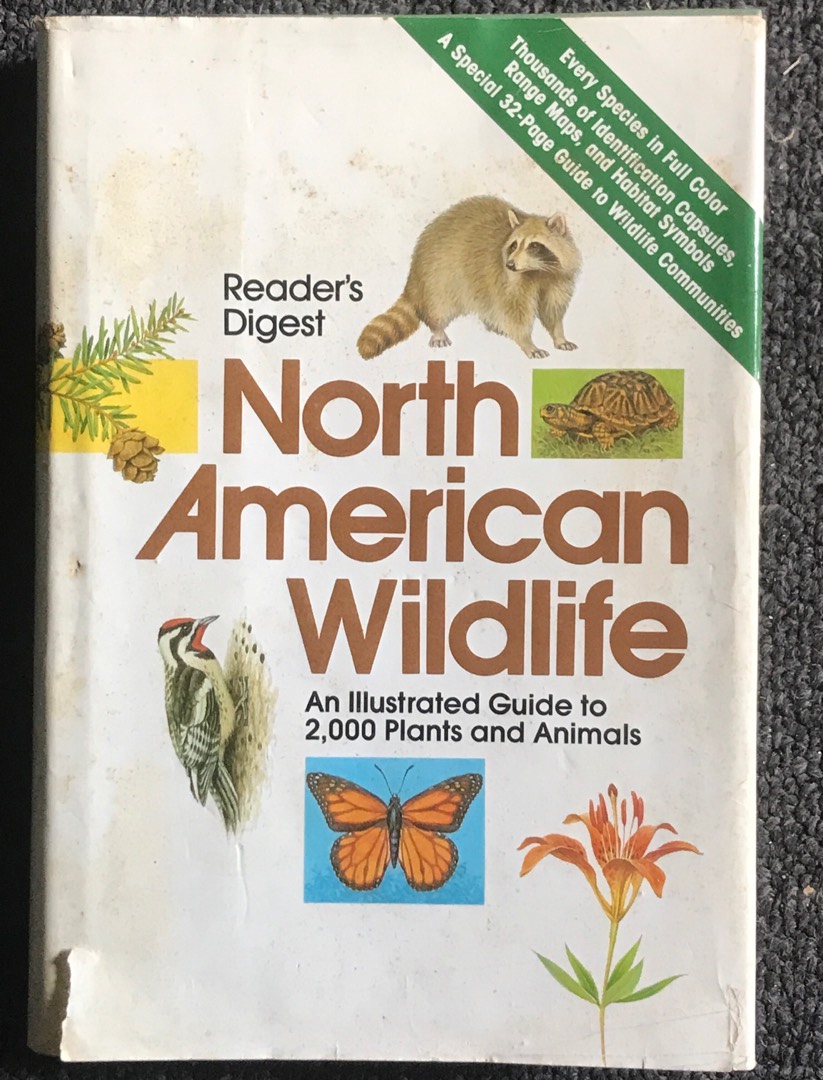 Every Species in Full Color
Thousands of Identification Capsules,
Range Maps, and Habitat Symbols
A Special 32-Page Guide to Wildlife Communities
Reader's
Digest
North
American
Wildlife
An Illustrated Guide to
2,000 Plants and Animals